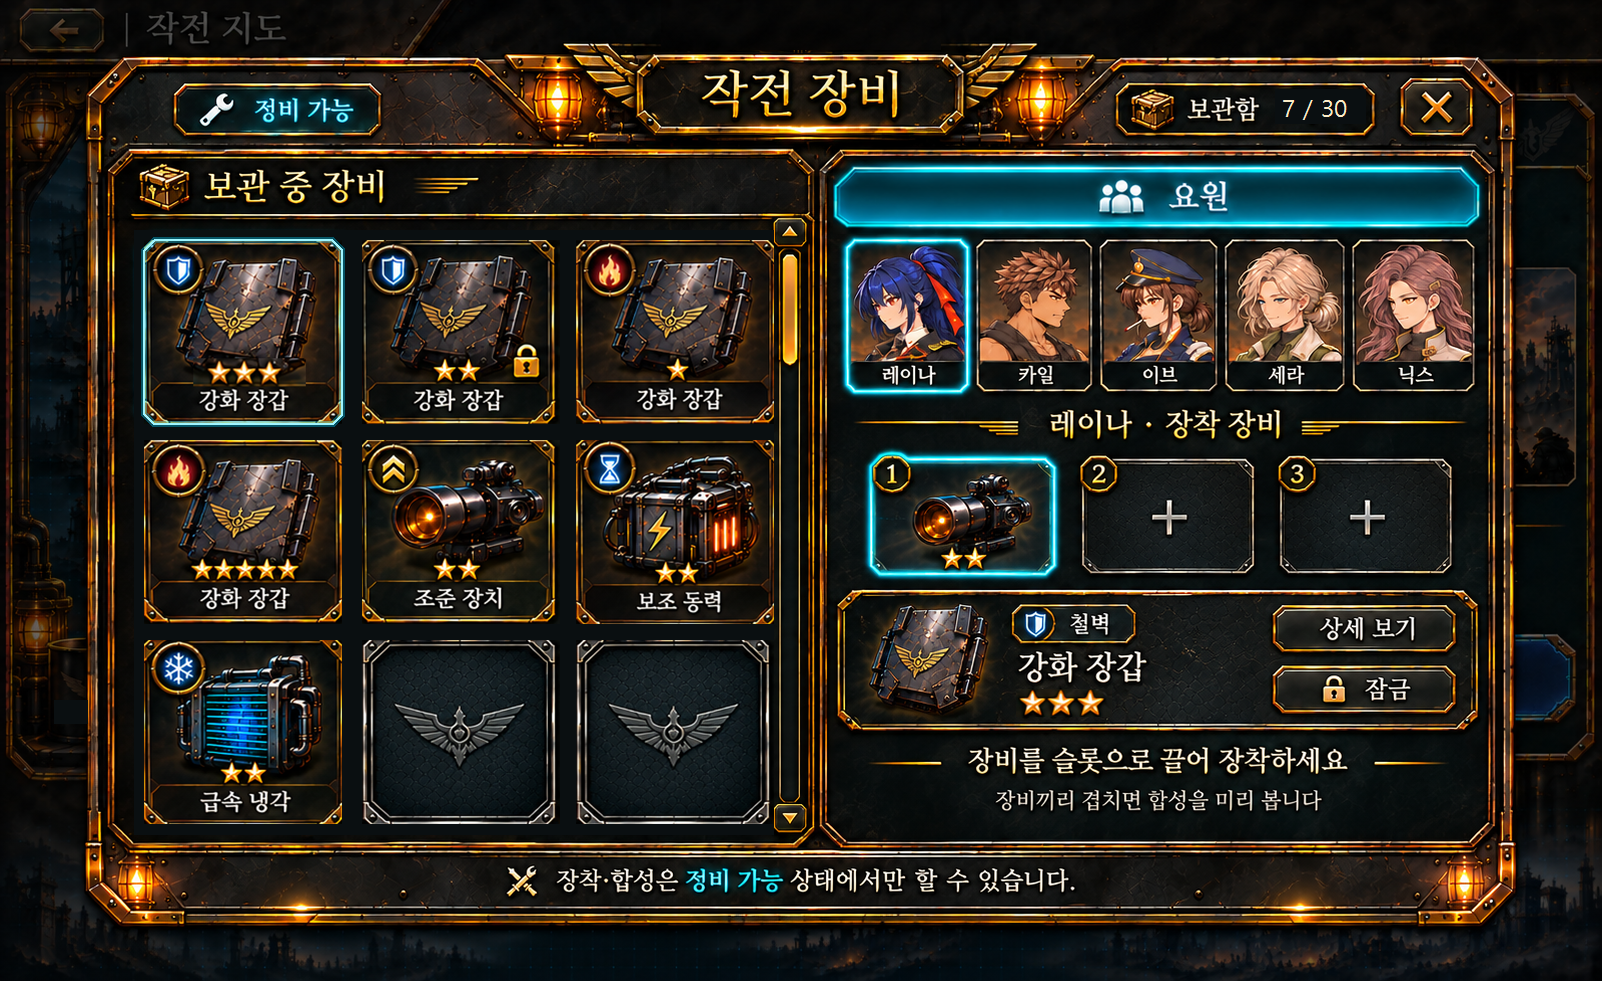 작전 지도
정비 가능
작전 장비
보관함 7 / 30
보관 중 장비
강화 장갑
강화 장갑
강화 장갑
장화 장갑
조준 장치
보조 동력
급속 냉각
요원
레이나
카일
이브
세라
닉스
레이나 · 장착 장비
1
2
3
철벽
강화 장갑
상세 보기
잠금
장비를 슬롯으로 끌어 장착하세요
장비끼리 겹치면 합성을 미리 봅니다
장착·합성은 정비 가능 상태에서만 할 수 있습니다.